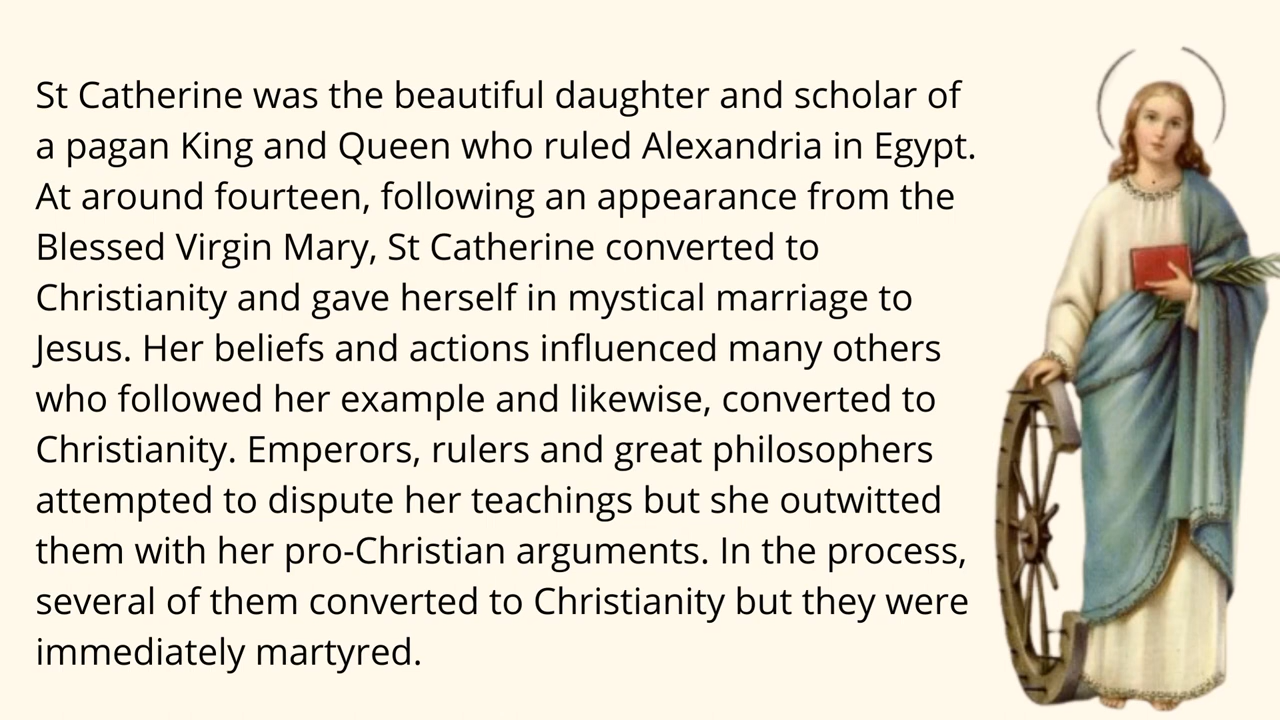 St Catherine was the beautiful daughter and scholar of
a pagan King and Queen who ruled Alexandria in Egypt.
At around fourteen, following an appearance from the
Blessed Virgin Mary, St Catherine converted to
Christianity and gave herself in mystical marriage to
Jesus. Her beliefs and actions influenced many others
who followed her example and likewise, converted to
Christianity. Emperors, rulers and great philosophers
attempted to dispute her teachings but she outwitted
them with her pro-Christian arguments. In the process,
several of them converted to Christianity but they were
immediately martyred.